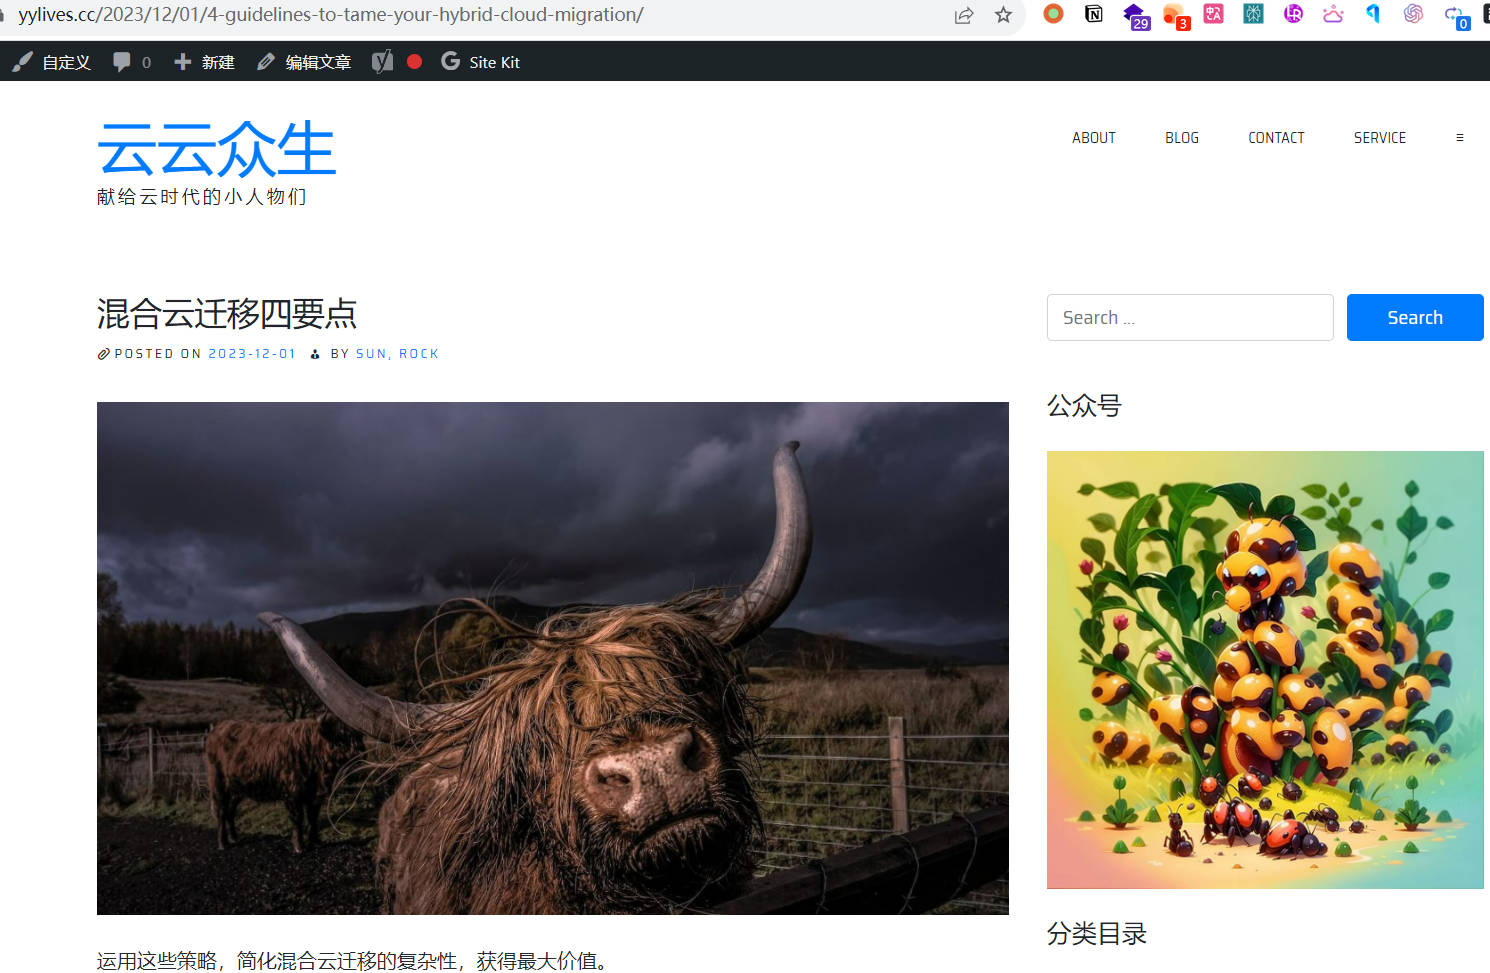 yylives.cc/2023/12/01/4-guidelines-to-tame-your-hybrid-cloud-migration/
29
3
0
自定义 0 新建 编辑文章 Site Kit
云云众生
献给云时代的小人物们
ABOUT BLOG CONTACT SERVICE ≡
混合云迁移四要点
POSTED ON 2023-12-01 BY SUN, ROCK
Search ...
Search
公众号
分类目录
运用这些策略，简化混合云迁移的复杂性，获得最大价值。